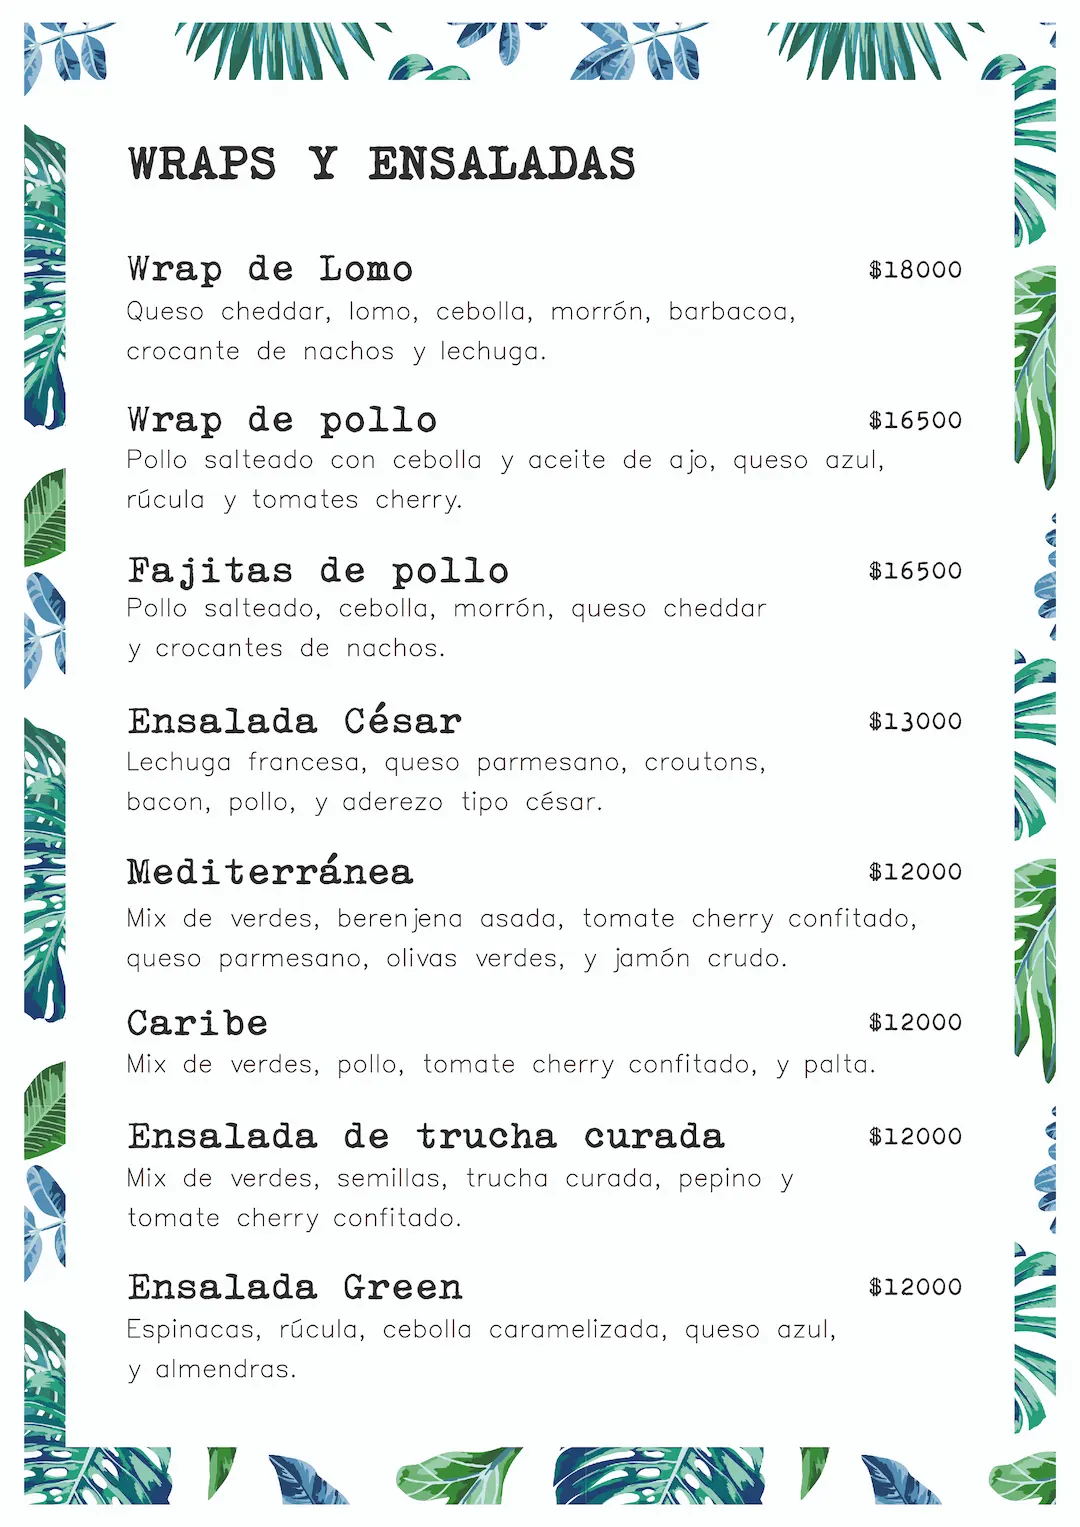 WRAPS Y ENSALADAS
Wrap de Lomo $18000
Queso cheddar, lomo, cebolla, morrón, barbacoa,
crocante de nachos y lechuga.
Wrap de pollo $16500
Pollo salteado con cebolla y aceite de ajo, queso azul,
rúcula y tomates cherry.
Fajitas de pollo $16500
Pollo salteado, cebolla, morrón, queso cheddar
y crocantes de nachos.
Ensalada César $13000
Lechuga francesa, queso parmesano, croutons,
bacon, pollo, y aderezo tipo césar.
Mediterránea $12000
Mix de verdes, berenjena asada, tomate cherry confitado,
queso parmesano, olivas verdes, y jamón crudo.
Caribe $12000
Mix de verdes, pollo, tomate cherry confitado, y palta.
Ensalada de trucha curada $12000
Mix de verdes, semillas, trucha curada, pepino y
tomate cherry confitado.
Ensalada Green $12000
Espinacas, rúcula, cebolla caramelizada, queso azul,
y almendras.